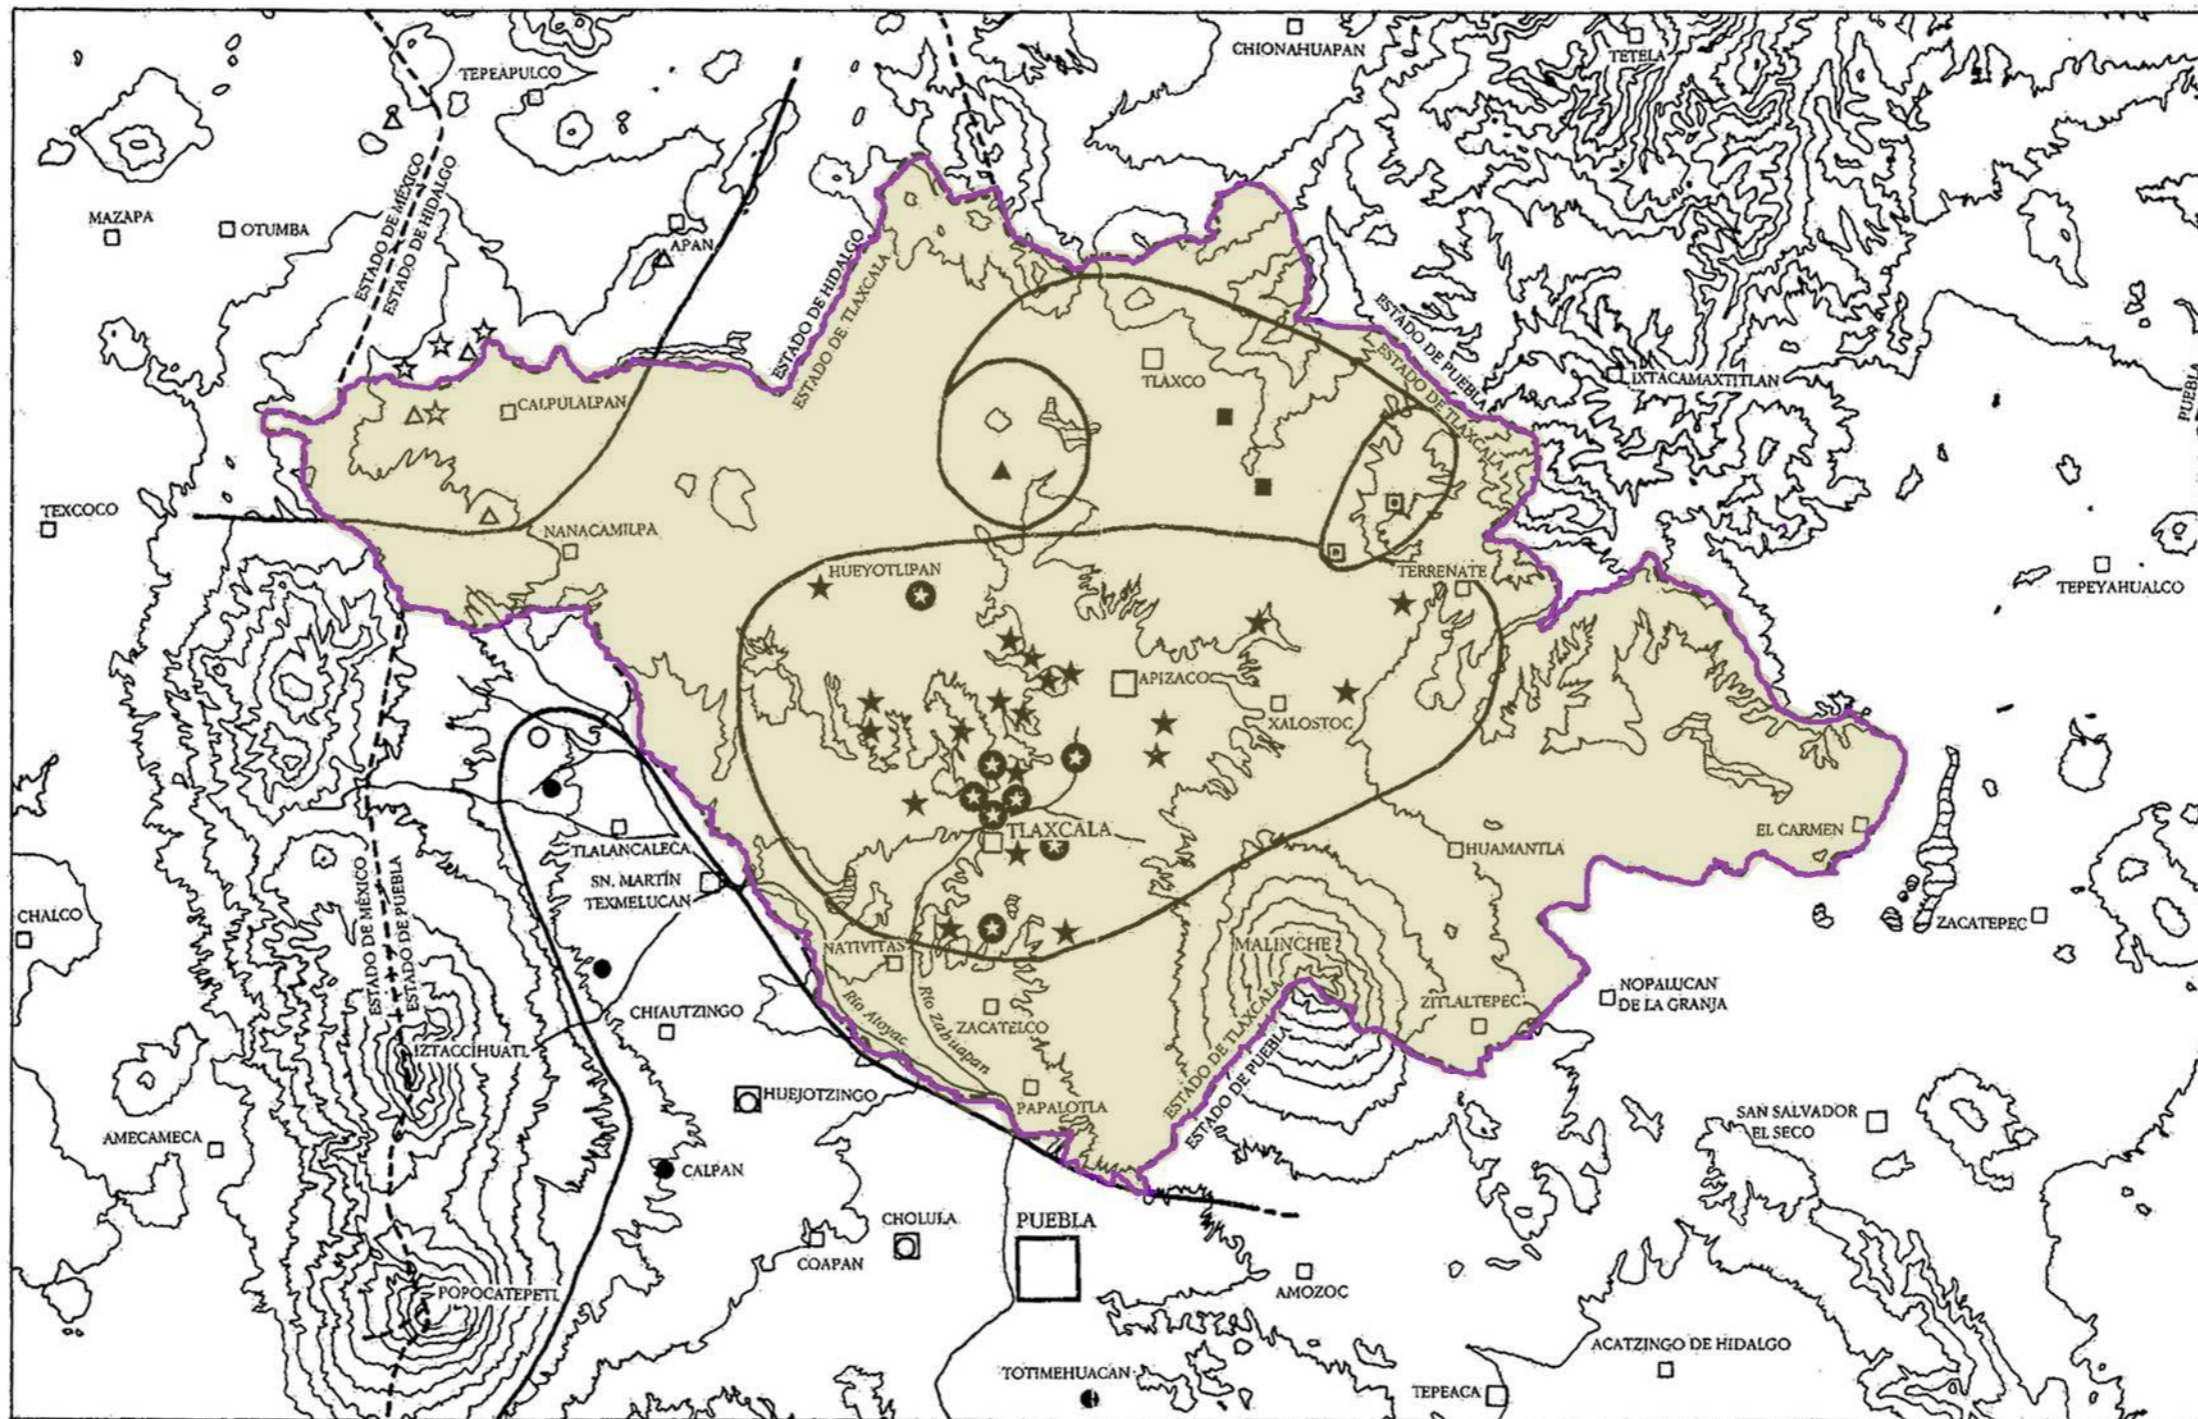 CHIONAHUAPAN
TETELA
TEPEAPULCO
MAZAPA
OTUMBA
ESTADO DE MÉXICO
ESTADO DE HIDALGO
APAN
ESTADO DE HIDALGO
ESTADO DE TLAXCALA
ESTADO DE PUEBLA
ESTADO DE TLAXCALA
TLAXCO
IXTACAMAXTITLAN
PUEBLA
CALPULALPAN
TEXCOCO
NANACAMILPA
HUEYOTLIPAN
TERRENATE
TEPEYAHUALCO
APIZACO
XALOSTOC
TLAXCALA
EL CARMEN
TLALANCALECA
HUAMANTLA
SN. MARTÍN
TEXMELUCAN
CHALCO
ESTADO DE MÉXICO
ESTADO DE PUEBLA
ZACATEPEC
NATIVITAS
MALINCHE
NOPALUCAN
DE LA GRANJA
ZITLALTEPEC
CHIAUTZINGO
Río Atoyac
Río Zahuapan
ZACATELCO
IZTACCIHUATL
ESTADO DE TLAXCALA
ESTADO DE PUEBLA
HUEJOTZINGO
PAPALOTLA
SAN SALVADOR
EL SECO
AMECAMECA
CALPAN
CHOLULA
PUEBLA
COAPAN
AMOZOC
POPOCATEPETL
ACATZINGO DE HIDALGO
TOTIMEHUACAN
TEPEACA